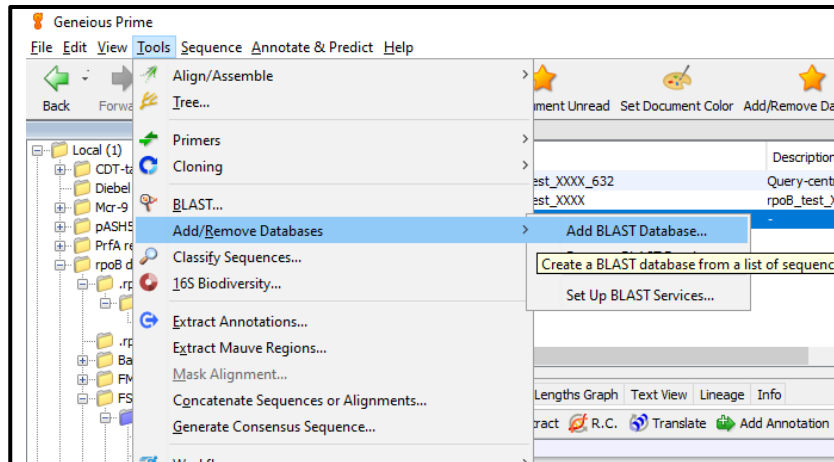 Geneious Prime
File Edit View Tools Sequence Annotate & Predict Help
Back
Align/Assemble
Tree...
Primers
Cloning
BLAST...
Add/Remove Databases
Classify Sequences...
16S Biodiversity...
Extract Annotations...
Extract Mauve Regions...
Mask Alignment...
Concatenate Sequences or Alignments...
Generate Consensus Sequence...
Add BLAST Database...
Create a BLAST database from a list of sequenc
Set Up BLAST Services...
Unread Set Document Color Add/Remove Da
Description
est_XXXX_632 Query-cent
est_XXXX rpoB_test_X
-
Local (1)
CDT-ta
Diebel
Mcr-9
pASH5
PrfA re
rpoB d
.rp
.rp
Ba
FM
FS
Lengths Graph Text View Lineage Info
R.C. Translate Add Annotation